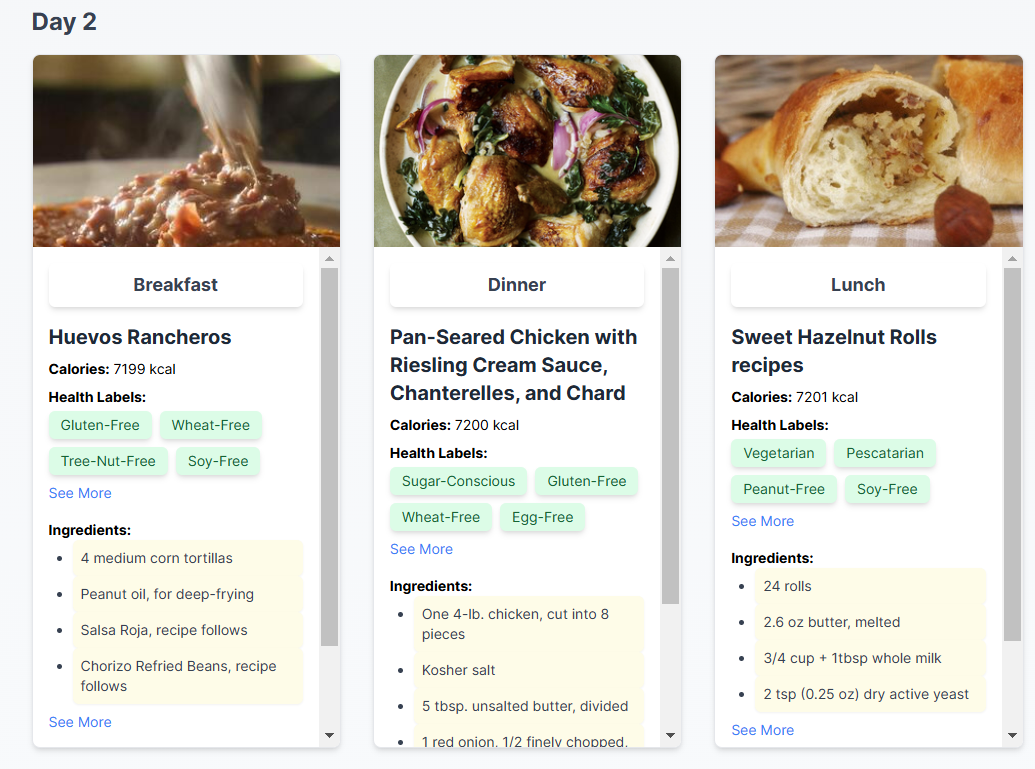 Day 2
Breakfast
Huevos Rancheros
Calories: 7199 kcal
Health Labels:
Gluten-Free Wheat-Free
Tree-Nut-Free Soy-Free
See More
Ingredients:
4 medium corn tortillas
Peanut oil, for deep-frying
Salsa Roja, recipe follows
Chorizo Refried Beans, recipe
follows
See More
Dinner
Pan-Seared Chicken with
Riesling Cream Sauce,
Chanterelles, and Chard
Calories: 7200 kcal
Health Labels:
Sugar-Conscious Gluten-Free
Wheat-Free Egg-Free
See More
Ingredients:
One 4-lb. chicken, cut into 8
pieces
Kosher salt
5 tbsp. unsalted butter, divided
1 red onion, 1/2 finely chopped,
Lunch
Sweet Hazelnut Rolls
recipes
Calories: 7201 kcal
Health Labels:
Vegetarian Pescatarian
Peanut-Free Soy-Free
See More
Ingredients:
24 rolls
2.6 oz butter, melted
3/4 cup + 1tbsp whole milk
2 tsp (0.25 oz) dry active yeast
See More